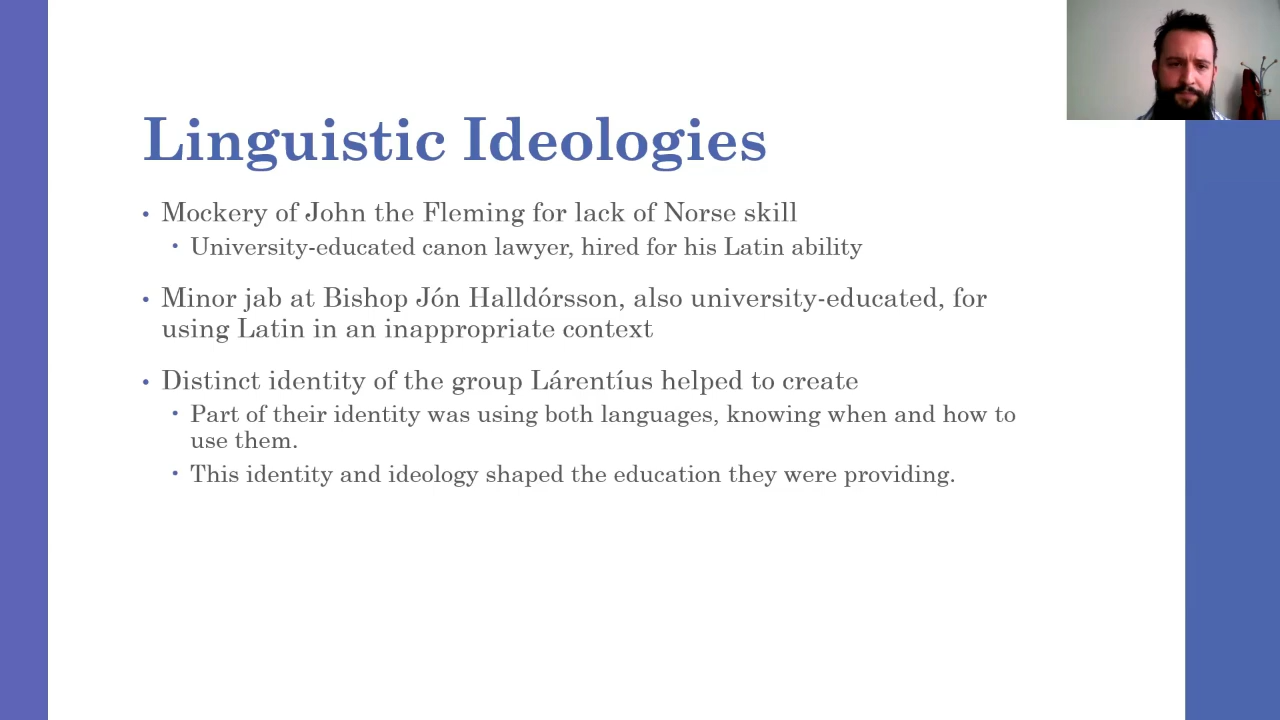 Linguistic Ideologies
• Mockery of John the Fleming for lack of Norse skill
• University-educated canon lawyer, hired for his Latin ability
• Minor jab at Bishop Jón Halldórsson, also university-educated, for
using Latin in an inappropriate context
• Distinct identity of the group Lárentíus helped to create
• Part of their identity was using both languages, knowing when and how to
use them.
• This identity and ideology shaped the education they were providing.